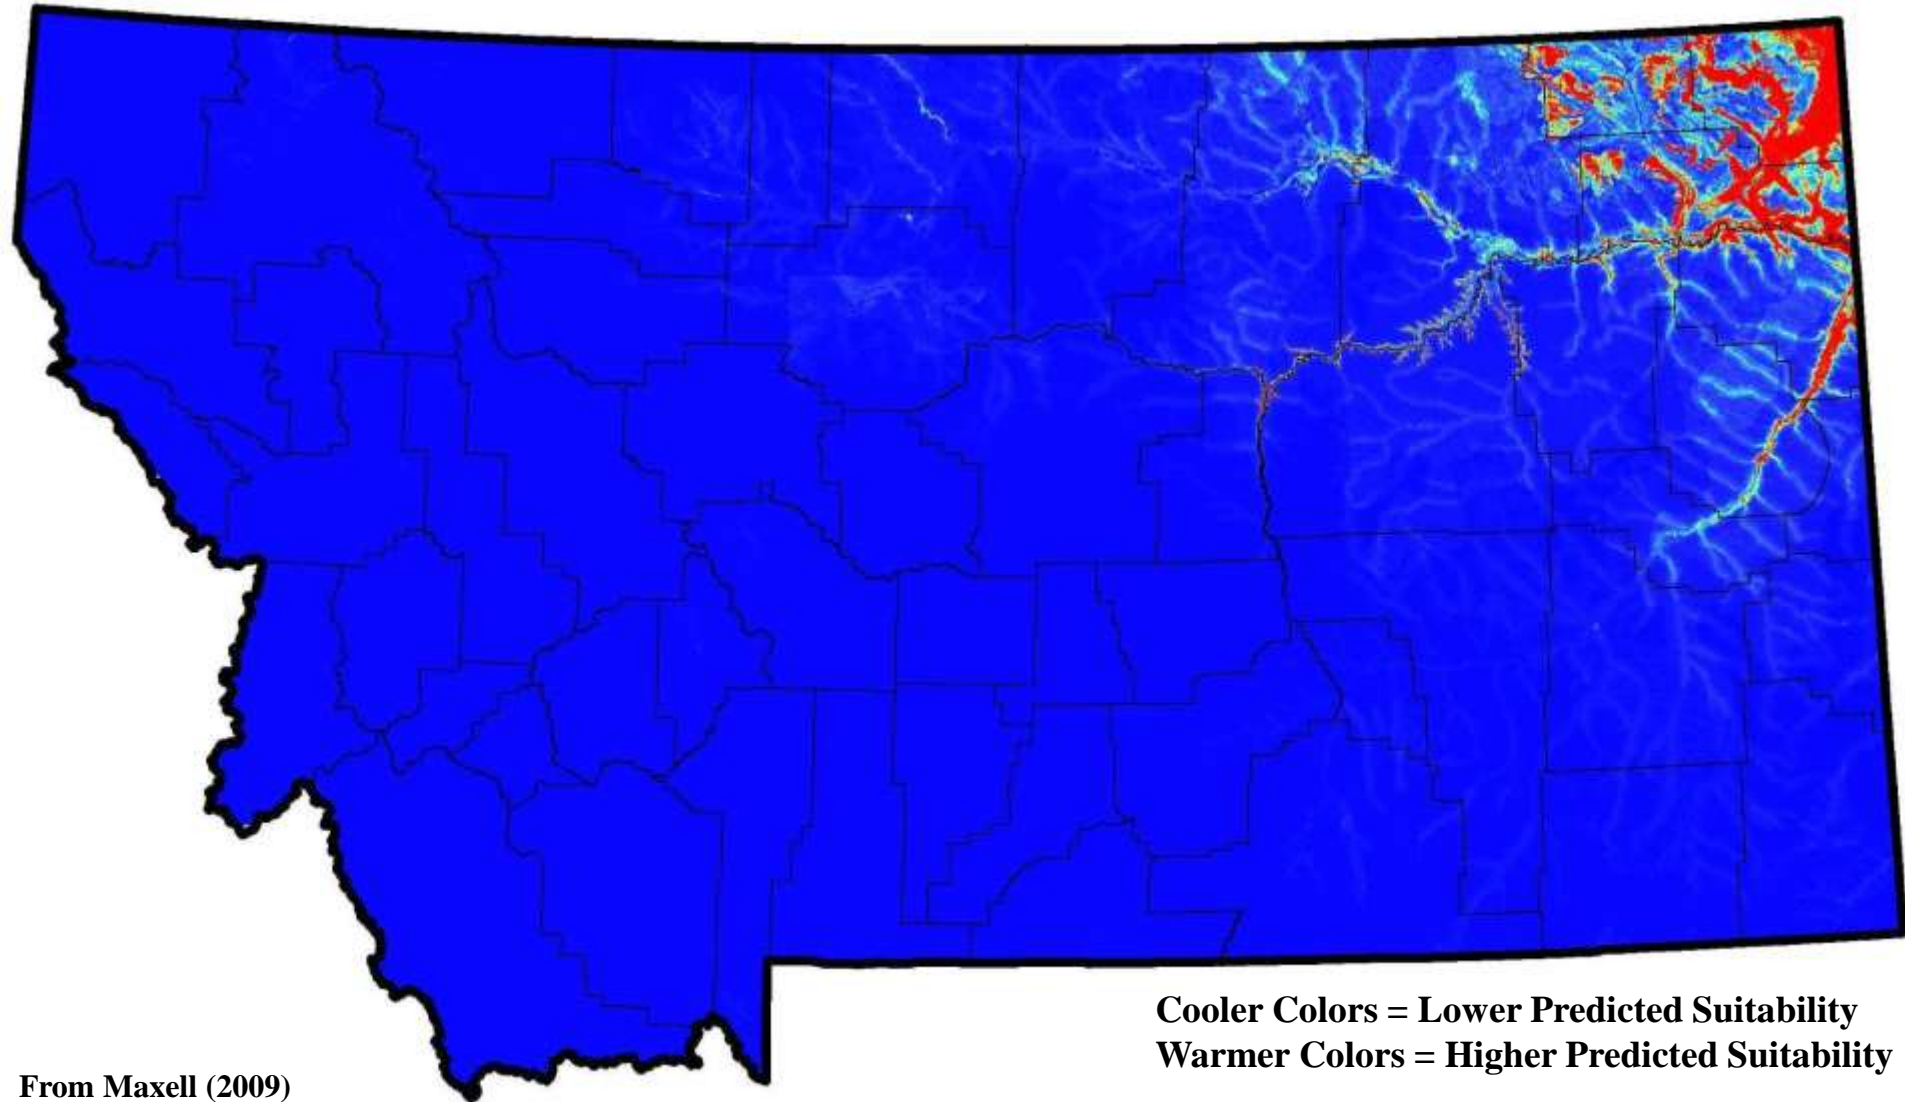 Cooler Colors = Lower Predicted Suitability
Warmer Colors = Higher Predicted Suitability
From Maxell (2009)